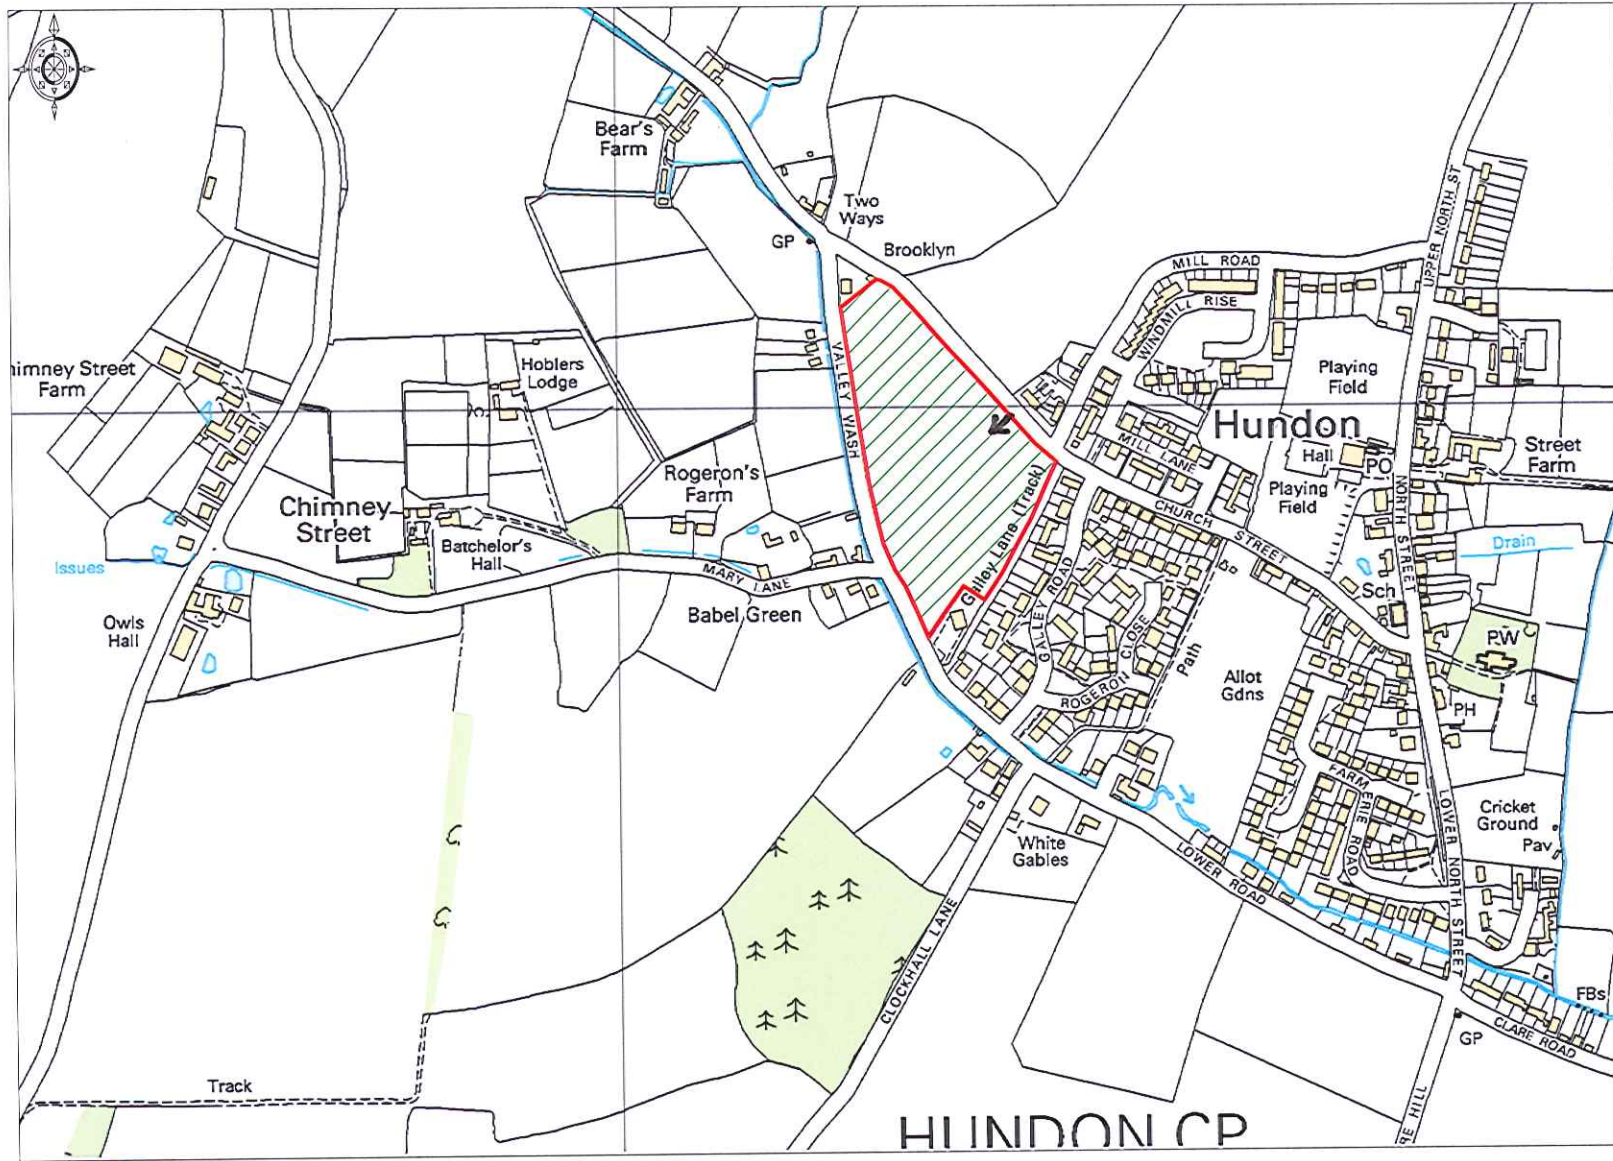 Bear's
Farm
Two
Ways
GP
Brooklyn
UPPER NORTH ST
MILL ROAD
WINDMILL RISE
Playing
Field
Chimney Street
Farm
Hoblers
Lodge
VALLEY WASH
Hundon
MILL LANE
Hall
PO
Street
Farm
Rogeron's
Farm
Galley Lane (Track)
Playing
Field
CHURCH STREET
NORTH STREET
Chimney
Street
Batchelor's
Hall
Drain
Issues
MARY LANE
GALLEY ROAD
Sch
Babel Green
CLOSE
Owls
Hall
PW
Path
Allot
Gdns
ROGERON
PH
FARMERIE ROAD
LOWER NORTH STREET
Cricket
Ground
Pav
White
Gables
LOWER ROAD
CLOCKHALL LANE
FBs
GP
CLARE ROAD
Track
HILL
HUNDON CP